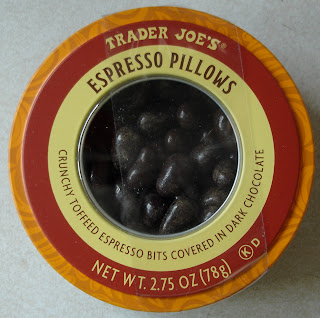 TRADER JOE'S®
ESPRESSO PILLOWS
CRUNCHY TOFFEED ESPRESSO BITS COVERED IN DARK CHOCOLATE
K D
NET WT. 2.75 OZ (78g)